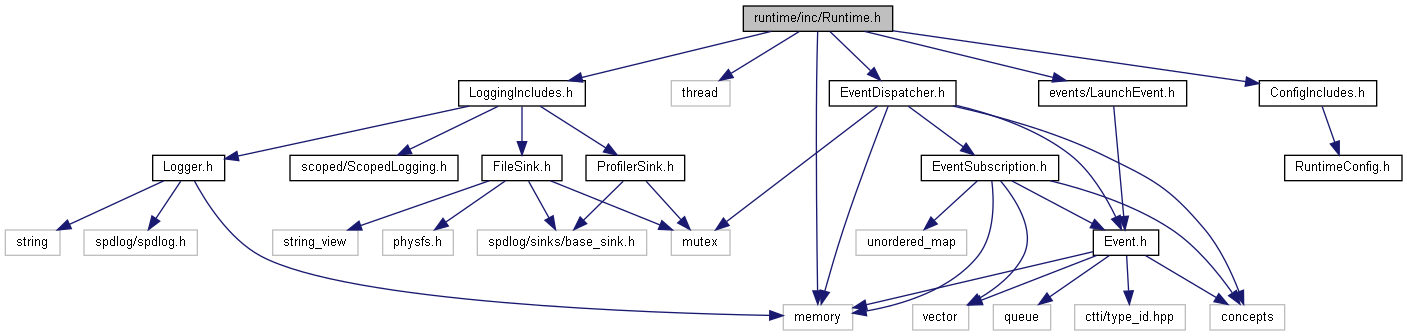 runtime/inc/Runtime.h
LoggingIncludes.h
thread
EventDispatcher.h
events/LaunchEvent.h
ConfigIncludes.h
Logger.h
scoped/ScopedLogging.h
FileSink.h
ProfilerSink.h
EventSubscription.h
RuntimeConfig.h
string
spdlog/spdlog.h
string_view
physfs.h
spdlog/sinks/base_sink.h
mutex
unordered_map
Event.h
memory
vector
queue
ctti/type_id.hpp
concepts